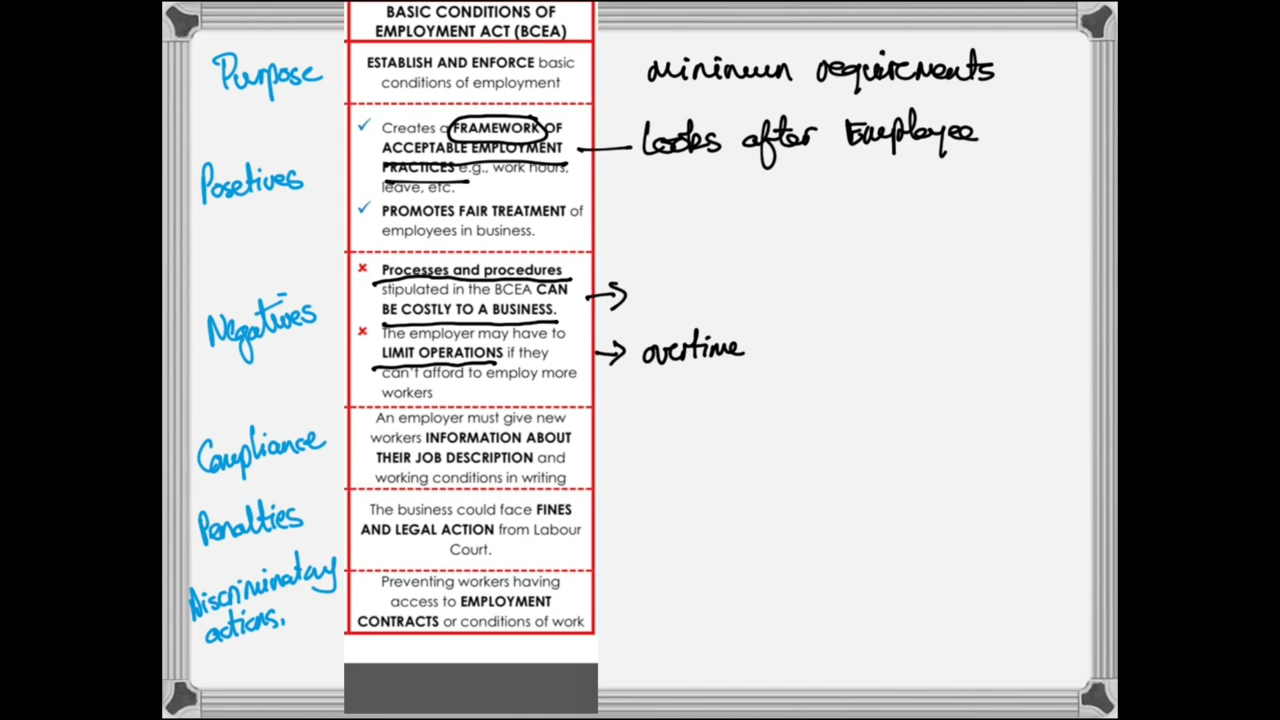 BASIC CONDITIONS OF
EMPLOYMENT ACT (BCEA)
Purpose
ESTABLISH AND ENFORCE basic
conditions of employment
minimum requirements
Posetives
✓ Creates a FRAMEWORK OF
ACCEPTABLE EMPLOYMENT
PRACTICES e.g., work hours,
leave, etc.
Looks after Employee
✓ PROMOTES FAIR TREATMENT of
employees in business.
Negatives
✗ Processes and procedures
stipulated in the BCEA CAN
BE COSTLY TO A BUSINESS.
✗ The employer may have to
LIMIT OPERATIONS if they
can't afford to employ more
workers
overtime
Compliance
An employer must give new
workers INFORMATION ABOUT
THEIR JOB DESCRIPTION and
working conditions in writing
Penalties
The business could face FINES
AND LEGAL ACTION from Labour
Court.
Discriminatory
actions.
Preventing workers having
access to EMPLOYMENT
CONTRACTS or conditions of work